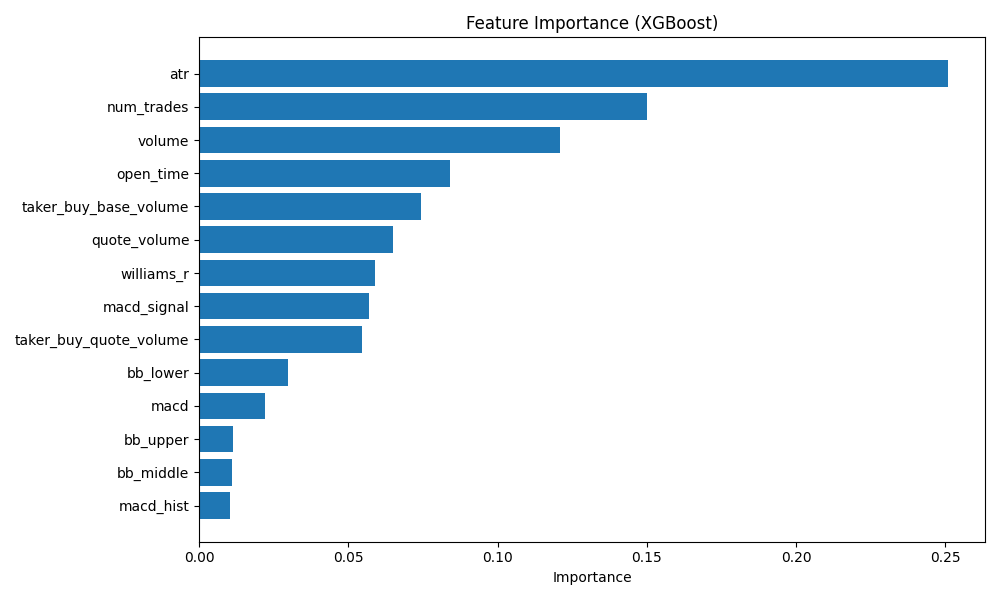 Feature Importance (XGBoost)
atr
num_trades
volume
open_time
taker_buy_base_volume
quote_volume
williams_r
macd_signal
taker_buy_quote_volume
bb_lower
macd
bb_upper
bb_middle
macd_hist
0.00 0.05 0.10 0.15 0.20 0.25
Importance